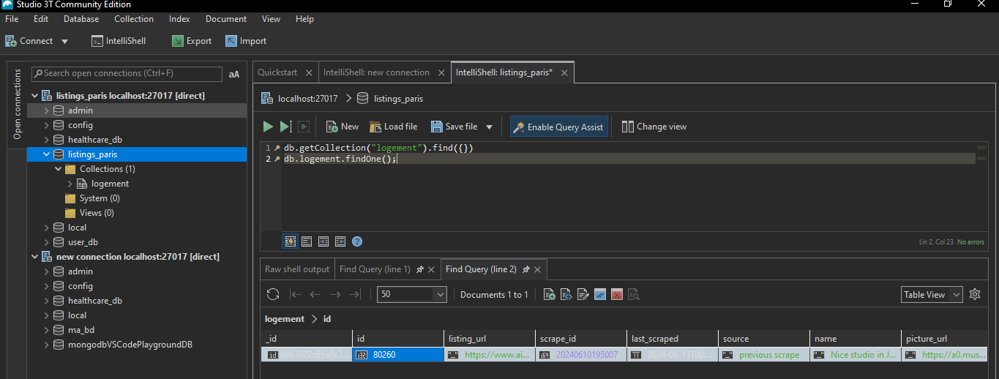 Studio 3T Community Edition
File Edit Database Collection Index Document View Help
Connect IntelliShell Export Import
Open connections
Search open connections (Ctrl+F) aA
listings_paris localhost:27017 [direct]
admin
config
healthcare_db
listings_paris
Collections (1)
logement
System (0)
Views (0)
local
user_db
new connection localhost:27017 [direct]
admin
config
healthcare_db
local
ma_bd
mongodbVSCodePlaygroundDB
Quickstart IntelliShell: new connection IntelliShell: listings_paris*
localhost:27017 listings_paris
New Load file Save file Enable Query Assist Change view
1 db.getCollection("logement").find({})
2 db.logement.findOne();
Lin 2, Col 23 No errors
Raw shell output Find Query (line 1) Find Query (line 2)
50 Documents 1 to 1 Table View
logement > id
_id id listing_url scrape_id last_scraped source name picture_url
id 68b7072c65a0c7... i32 80260 https://www.ai... i64 20240610195007 2024-06-13T00:... previous scrape Nice studio in J... https://a0.mus...